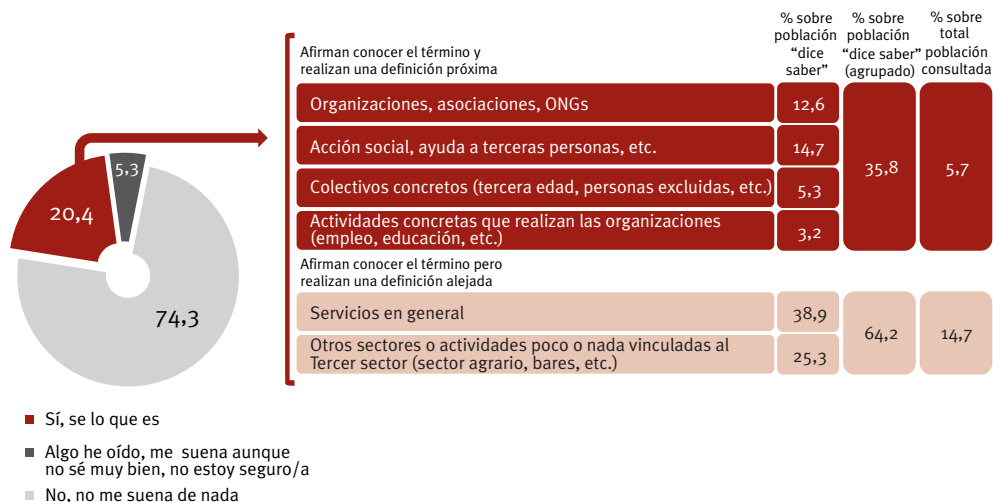 % sobre
población
“dice
saber”
% sobre
población
“dice saber”
(agrupado)
% sobre
total
población
consultada
Afirman conocer el término y
realizan una definición próxima
Organizaciones, asociaciones, ONGs
12,6
Acción social, ayuda a terceras personas, etc.
14,7
Colectivos concretos (tercera edad, personas excluidas, etc.)
5,3
Actividades concretas que realizan las organizaciones
(empleo, educación, etc.)
3,2
35,8
5,7
Afirman conocer el término pero
realizan una definición alejada
Servicios en general
38,9
Otros sectores o actividades poco o nada vinculadas al
Tercer sector (sector agrario, bares, etc.)
25,3
64,2
14,7
5,3
20,4
74,3
Sí, se lo que es
Algo he oído, me suena aunque
no sé muy bien, no estoy seguro/a
No, no me suena de nada